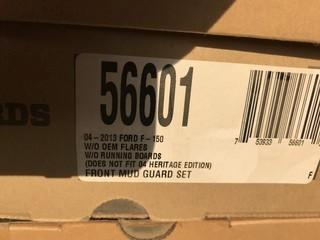 56601
RDS
04-2013 FORD F-150
W/O OEM FLARES
W/O RUNNING BOARDS
(DOES NOT FIT 04 HERITAGE EDITION)
FRONT MUD GUARD SET
7 53933 56601
F